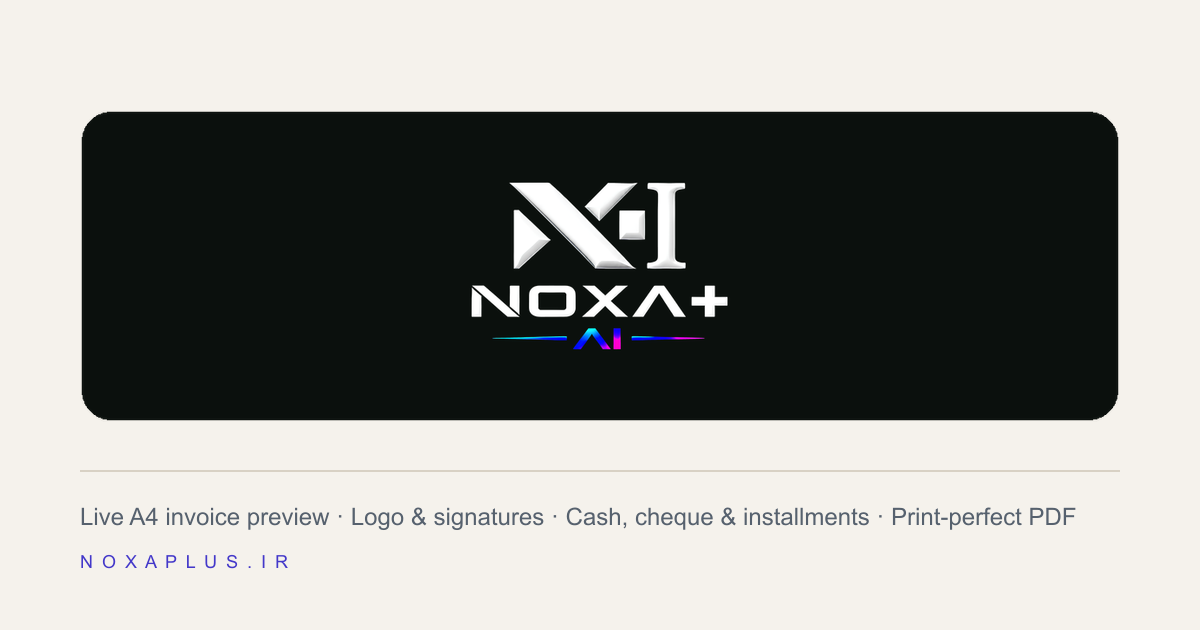 NOXA+
AI
Live A4 invoice preview · Logo & signatures · Cash, cheque & installments · Print-perfect PDF
NOXAPLUS.IR